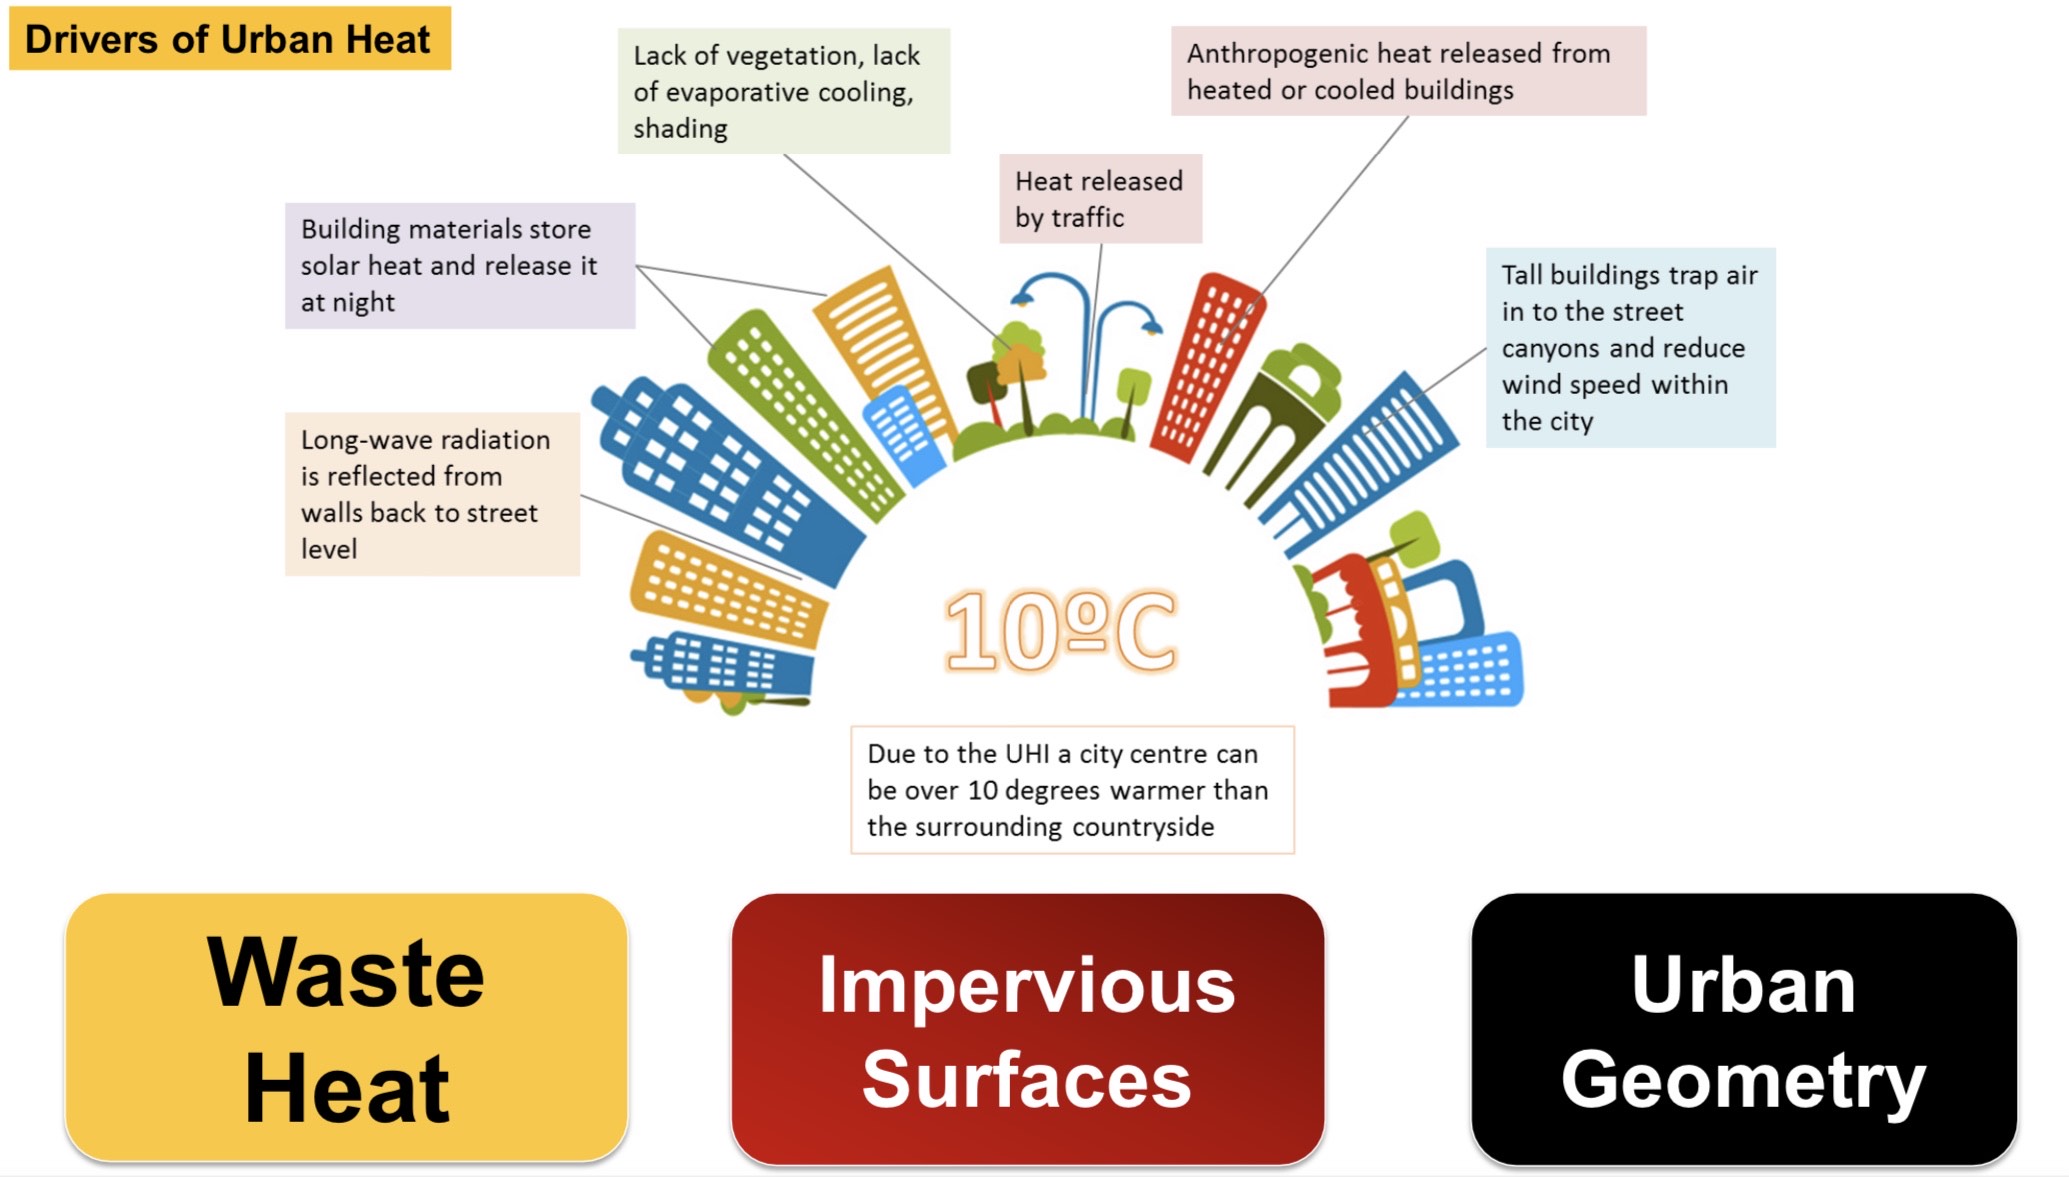 Drivers of Urban Heat
Lack of vegetation, lack
of evaporative cooling,
shading
Anthropogenic heat released from
heated or cooled buildings
Heat released
by traffic
Building materials store
solar heat and release it
at night
Tall buildings trap air
in to the street
canyons and reduce
wind speed within
the city
Long-wave radiation
is reflected from
walls back to street
level
10ºC
Due to the UHI a city centre can
be over 10 degrees warmer than
the surrounding countryside
Waste
Heat
Impervious
Surfaces
Urban
Geometry